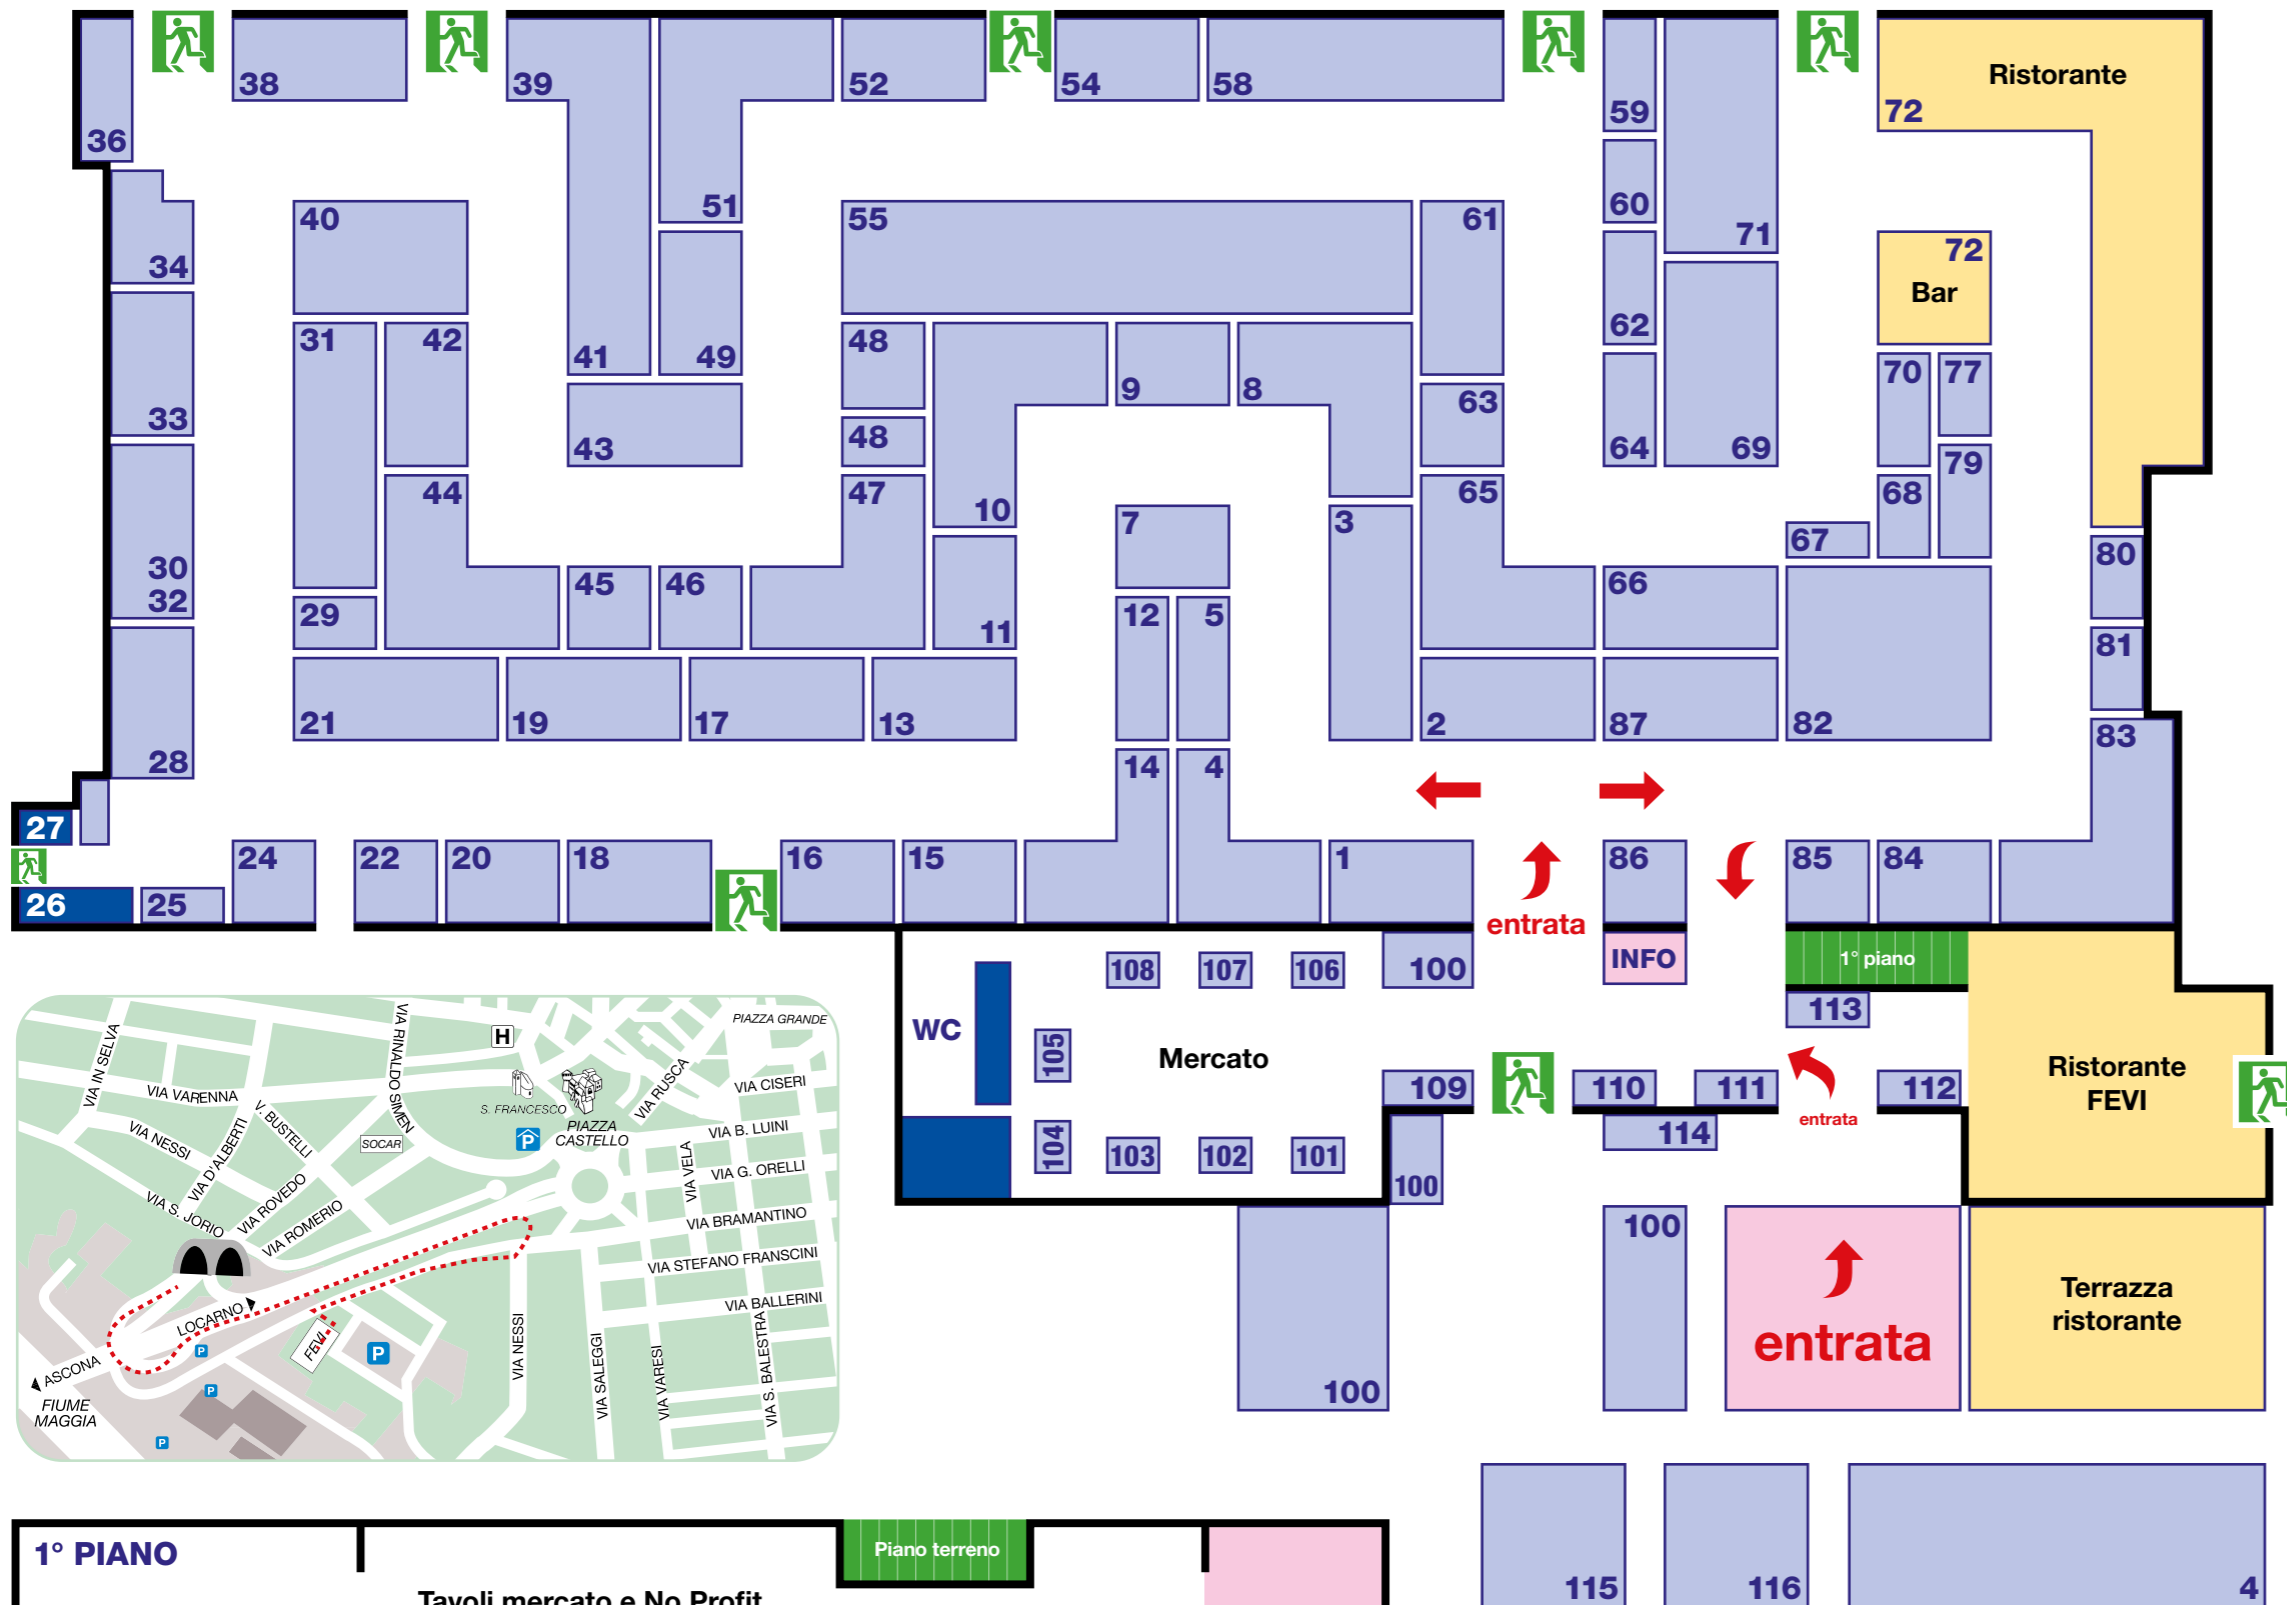 36
38
39
52
54
58
59
Ristorante
72
34
40
51
55
61
60
71
72
Bar
33
31
42
41
49
48
9
8
62
70
77
43
48
63
64
69
30
32
44
47
10
7
3
65
68
79
67
80
29
45
46
11
12
5
66
81
28
21
19
17
13
2
87
82
83
27
14
4
26
25
24
22
20
18
16
15
1
entrata
86
85
84
INFO
1° piano
WC
108
107
106
100
113
105
Mercato
109
110
111
entrata
112
Ristorante
FEVI
104
103
102
101
100
114
100
100
entrata
Terrazza
ristorante
115
116
4
VIA IN SELVA
VIA RINALDO SIMEN
H
PIAZZA GRANDE
VIA VARENNA
S. FRANCESCO
VIA RUSCA
VIA CISERI
V. BUSTELLI
VIA NESSI
VIA D'ALBERTI
SOCAR
P
PIAZZA
CASTELLO
VIA B. LUINI
VIA VELA
VIA G. ORELLI
VIA S. JORIO
VIA ROVEDO
VIA ROMERIO
VIA BRAMANTINO
VIA STEFANO FRANSCINI
VIA BALLERINI
LOCARNO
FEVI
P
P
ASCONA
P
FIUME
MAGGIA
P
VIA NESSI
VIA SALEGGI
VIA VARESI
VIA S. BALESTRA
1° PIANO
Piano terreno
Tavoli mercato e No Profit